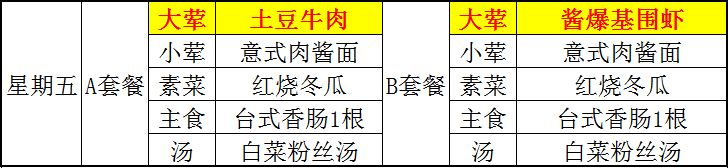 大荤 土豆牛肉 大荤 酱爆基围虾
小荤 意式肉酱面 小荤 意式肉酱面
星期五 A套餐 素菜 红烧冬瓜 B套餐 素菜 红烧冬瓜
主食 台式香肠1根 主食 台式香肠1根
汤 白菜粉丝汤 汤 白菜粉丝汤